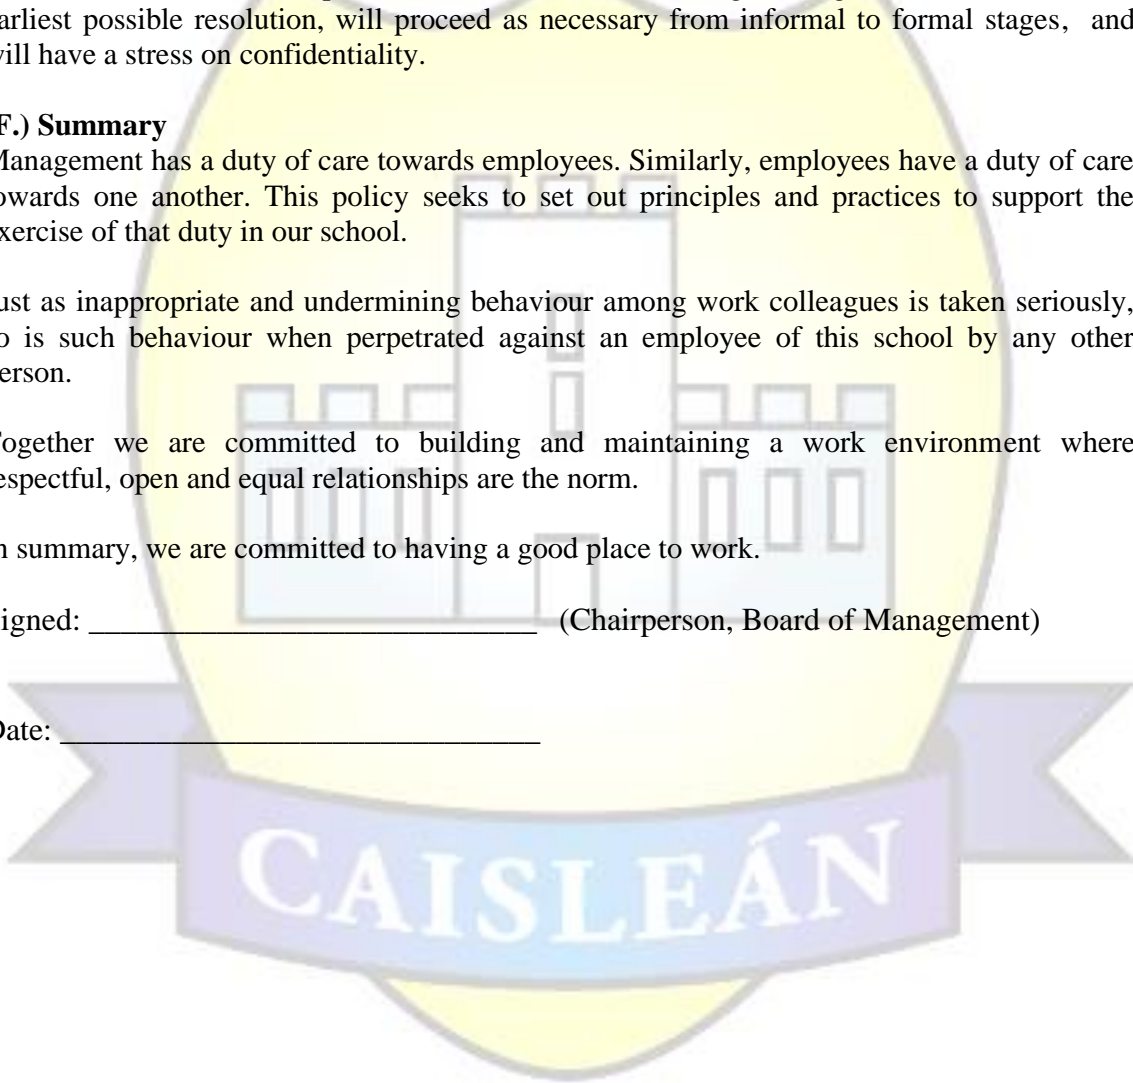 arliest possible resolution, will proceed as necessary from informal to formal stages, and
vill have a stress on confidentiality.
F.) Summary
Management has a duty of care towards employees. Similarly, employees have a duty of care
owards one another. This policy seeks to set out principles and practices to support the
xercise of that duty in our school.
ust as inappropriate and undermining behaviour among work colleagues is taken seriously,
o is such behaviour when perpetrated against an employee of this school by any other
erson.
Together we are committed to building and maintaining a work environment where
espectful, open and equal relationships are the norm.
n summary, we are committed to having a good place to work.
igned: ____________________________ (Chairperson, Board of Management)
Date: ______________________________
CAISLEÁN